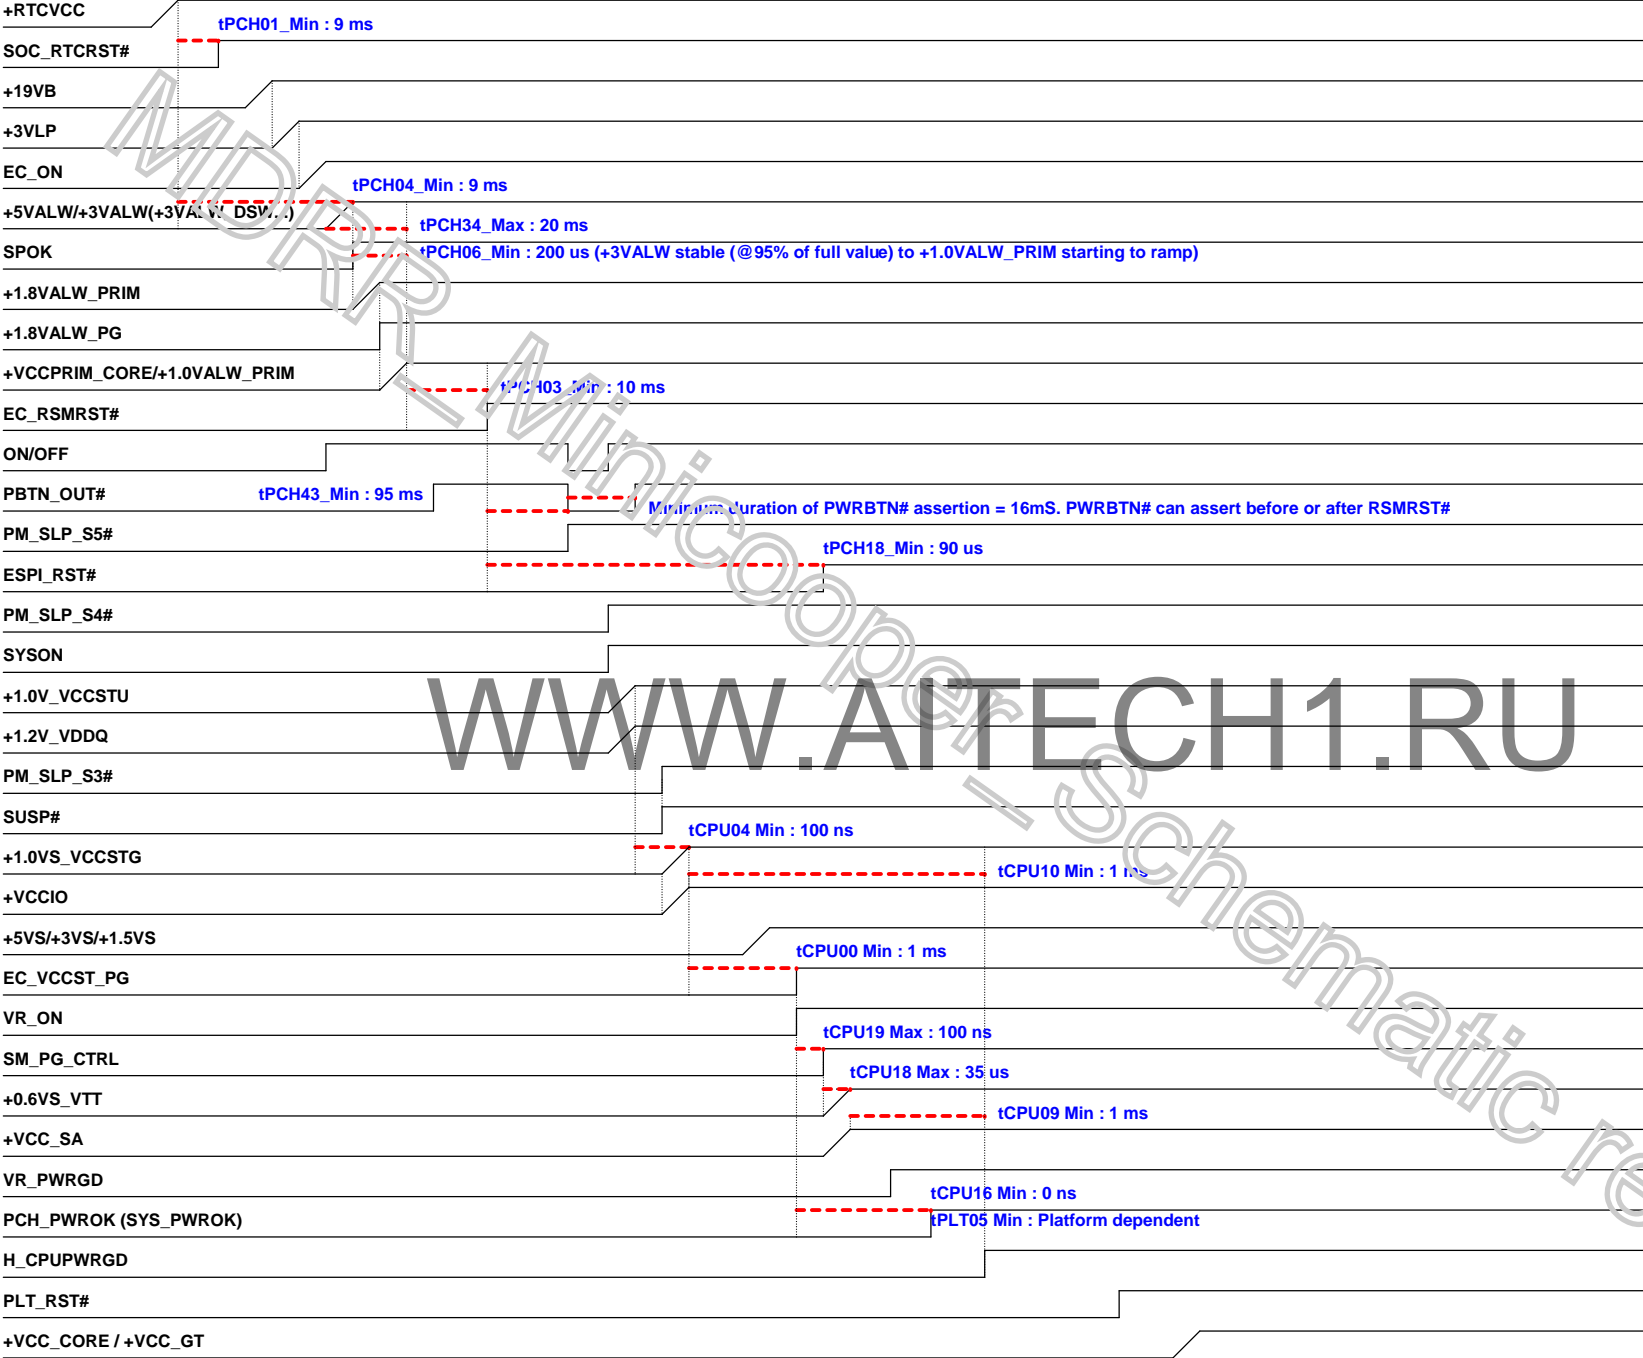 +RTCVCC
tPCH01_Min : 9 ms
SOC_RTCRST#
+19VB
+3VLP
EC_ON
tPCH04_Min : 9 ms
+5VALW/+3VALW(+3VALW_DSW...)
tPCH34_Max : 20 ms
SPOK
tPCH06_Min : 200 us (+3VALW stable (@95% of full value) to +1.0VALW_PRIM starting to ramp)
+1.8VALW_PRIM
+1.8VALW_PG
+VCCPRIM_CORE/+1.0VALW_PRIM
tPCH03_Min : 10 ms
EC_RSMRST#
ON/OFF
PBTN_OUT#
tPCH43_Min : 95 ms
Minimum duration of PWRBTN# assertion = 16mS. PWRBTN# can assert before or after RSMRST#
PM_SLP_S5#
tPCH18_Min : 90 us
ESPI_RST#
PM_SLP_S4#
SYSON
+1.0V_VCCSTU
+1.2V_VDDQ
PM_SLP_S3#
SUSP#
tCPU04 Min : 100 ns
+1.0VS_VCCSTG
tCPU10 Min : 1 ms
+VCCIO
+5VS/+3VS/+1.5VS
tCPU00 Min : 1 ms
EC_VCCST_PG
VR_ON
tCPU19 Max : 100 ns
SM_PG_CTRL
tCPU18 Max : 35 us
+0.6VS_VTT
tCPU09 Min : 1 ms
+VCC_SA
VR_PWRGD
tCPU16 Min : 0 ns
PCH_PWROK (SYS_PWROK)
tPLT05 Min : Platform dependent
H_CPUPWRGD
PLT_RST#
+VCC_CORE / +VCC_GT
MDRR_Minicooper_Schematic re
WWW.AITECH1.RU